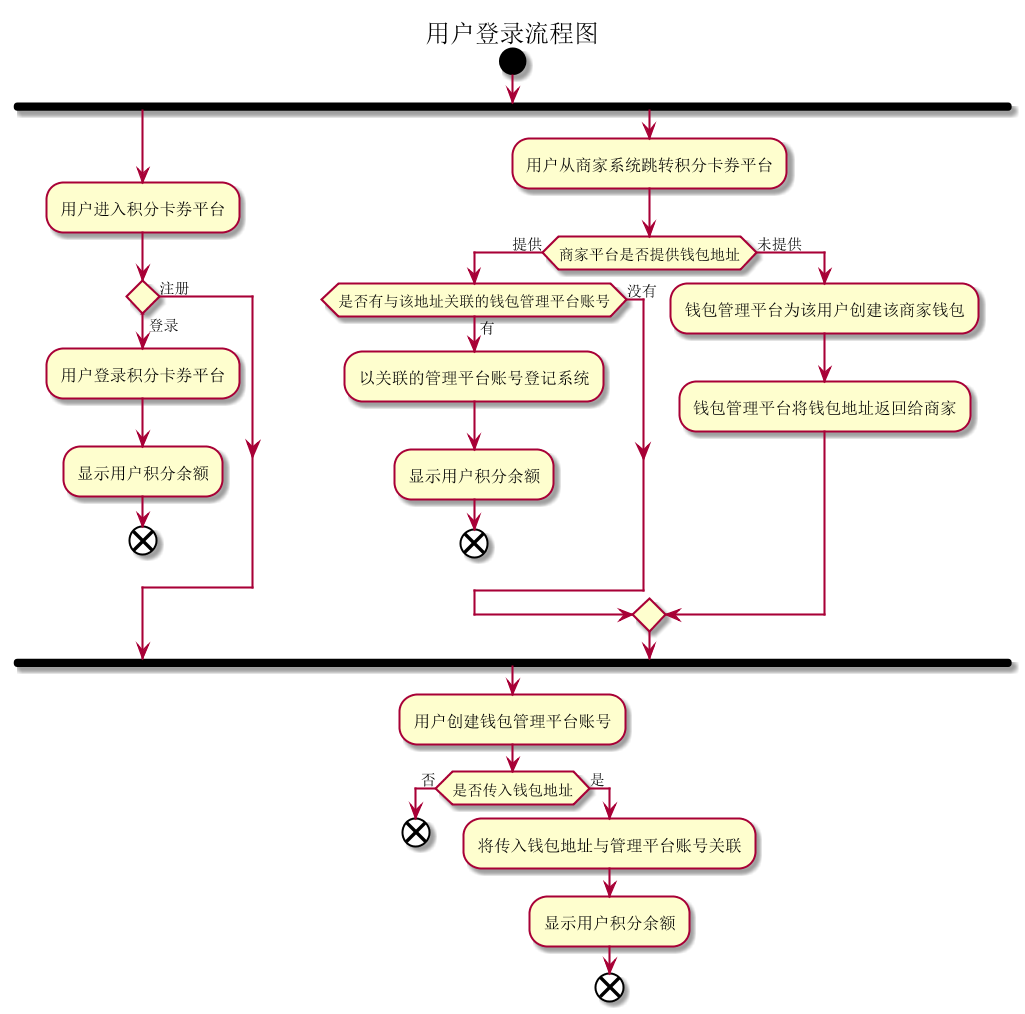 用户登录流程图
用户从商家系统跳转积分卡券平台
用户进入积分卡券平台
提供
商家平台是否提供钱包地址
未提供
注册
登录
是否有与该地址关联的钱包管理平台账号
没有
有
钱包管理平台为该用户创建该商家钱包
用户登录积分卡券平台
以关联的管理平台账号登记系统
钱包管理平台将钱包地址返回给商家
显示用户积分余额
显示用户积分余额
用户创建钱包管理平台账号
否
是否传入钱包地址
是
将传入钱包地址与管理平台账号关联
显示用户积分余额